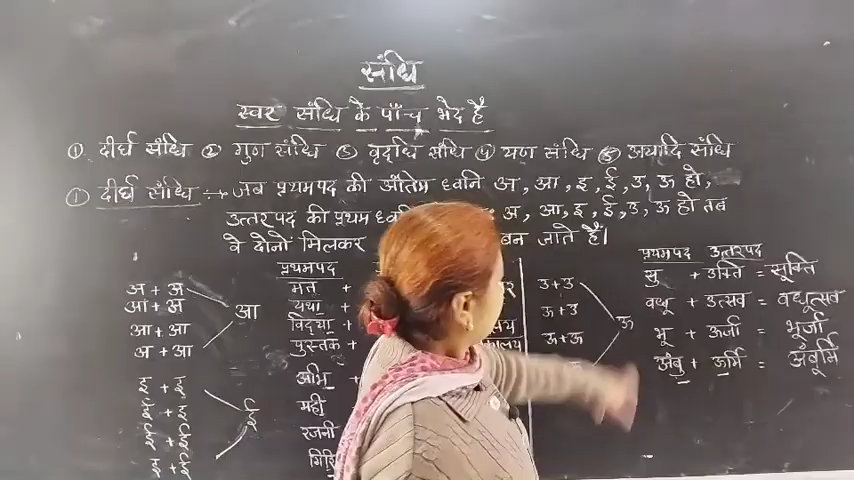 संधि
स्वर संधि के पाँच भेद है
① दीर्घ संधि ② गुण संधि ③ वृद्धि संधि ④ यण संधि ⑤ अयादि संधि
① दीर्घ संधि :→ जब प्रथमपद की अंतिम ध्वनि अ, आ, इ, ई, उ, ऊ हो,
उत्तरपद की प्रथम ध्वनि अ, आ, इ, ई, उ, ऊ हो तब
वे दोनों मिलकर बन जाते हैं।
अ + अ
आ + अ
आ + आ
अ + आ
आ
इ + इ
ई + इ
ई + ई
इ + ई
ई
प्रथमपद
मत +
यथा +
विद्या +
पुस्तक +
अभि +
मही
रजनी
गिरि
उ + उ
ऊ + उ
ऊ + ऊ
ऊ
प्रथमपद उत्तरपद
सु + उक्ति = सूक्ति
वधू + उत्सव = वधूत्सव
भू + ऊर्जा = भूर्जा
अंबु + ऊर्मि = अंबूर्मि